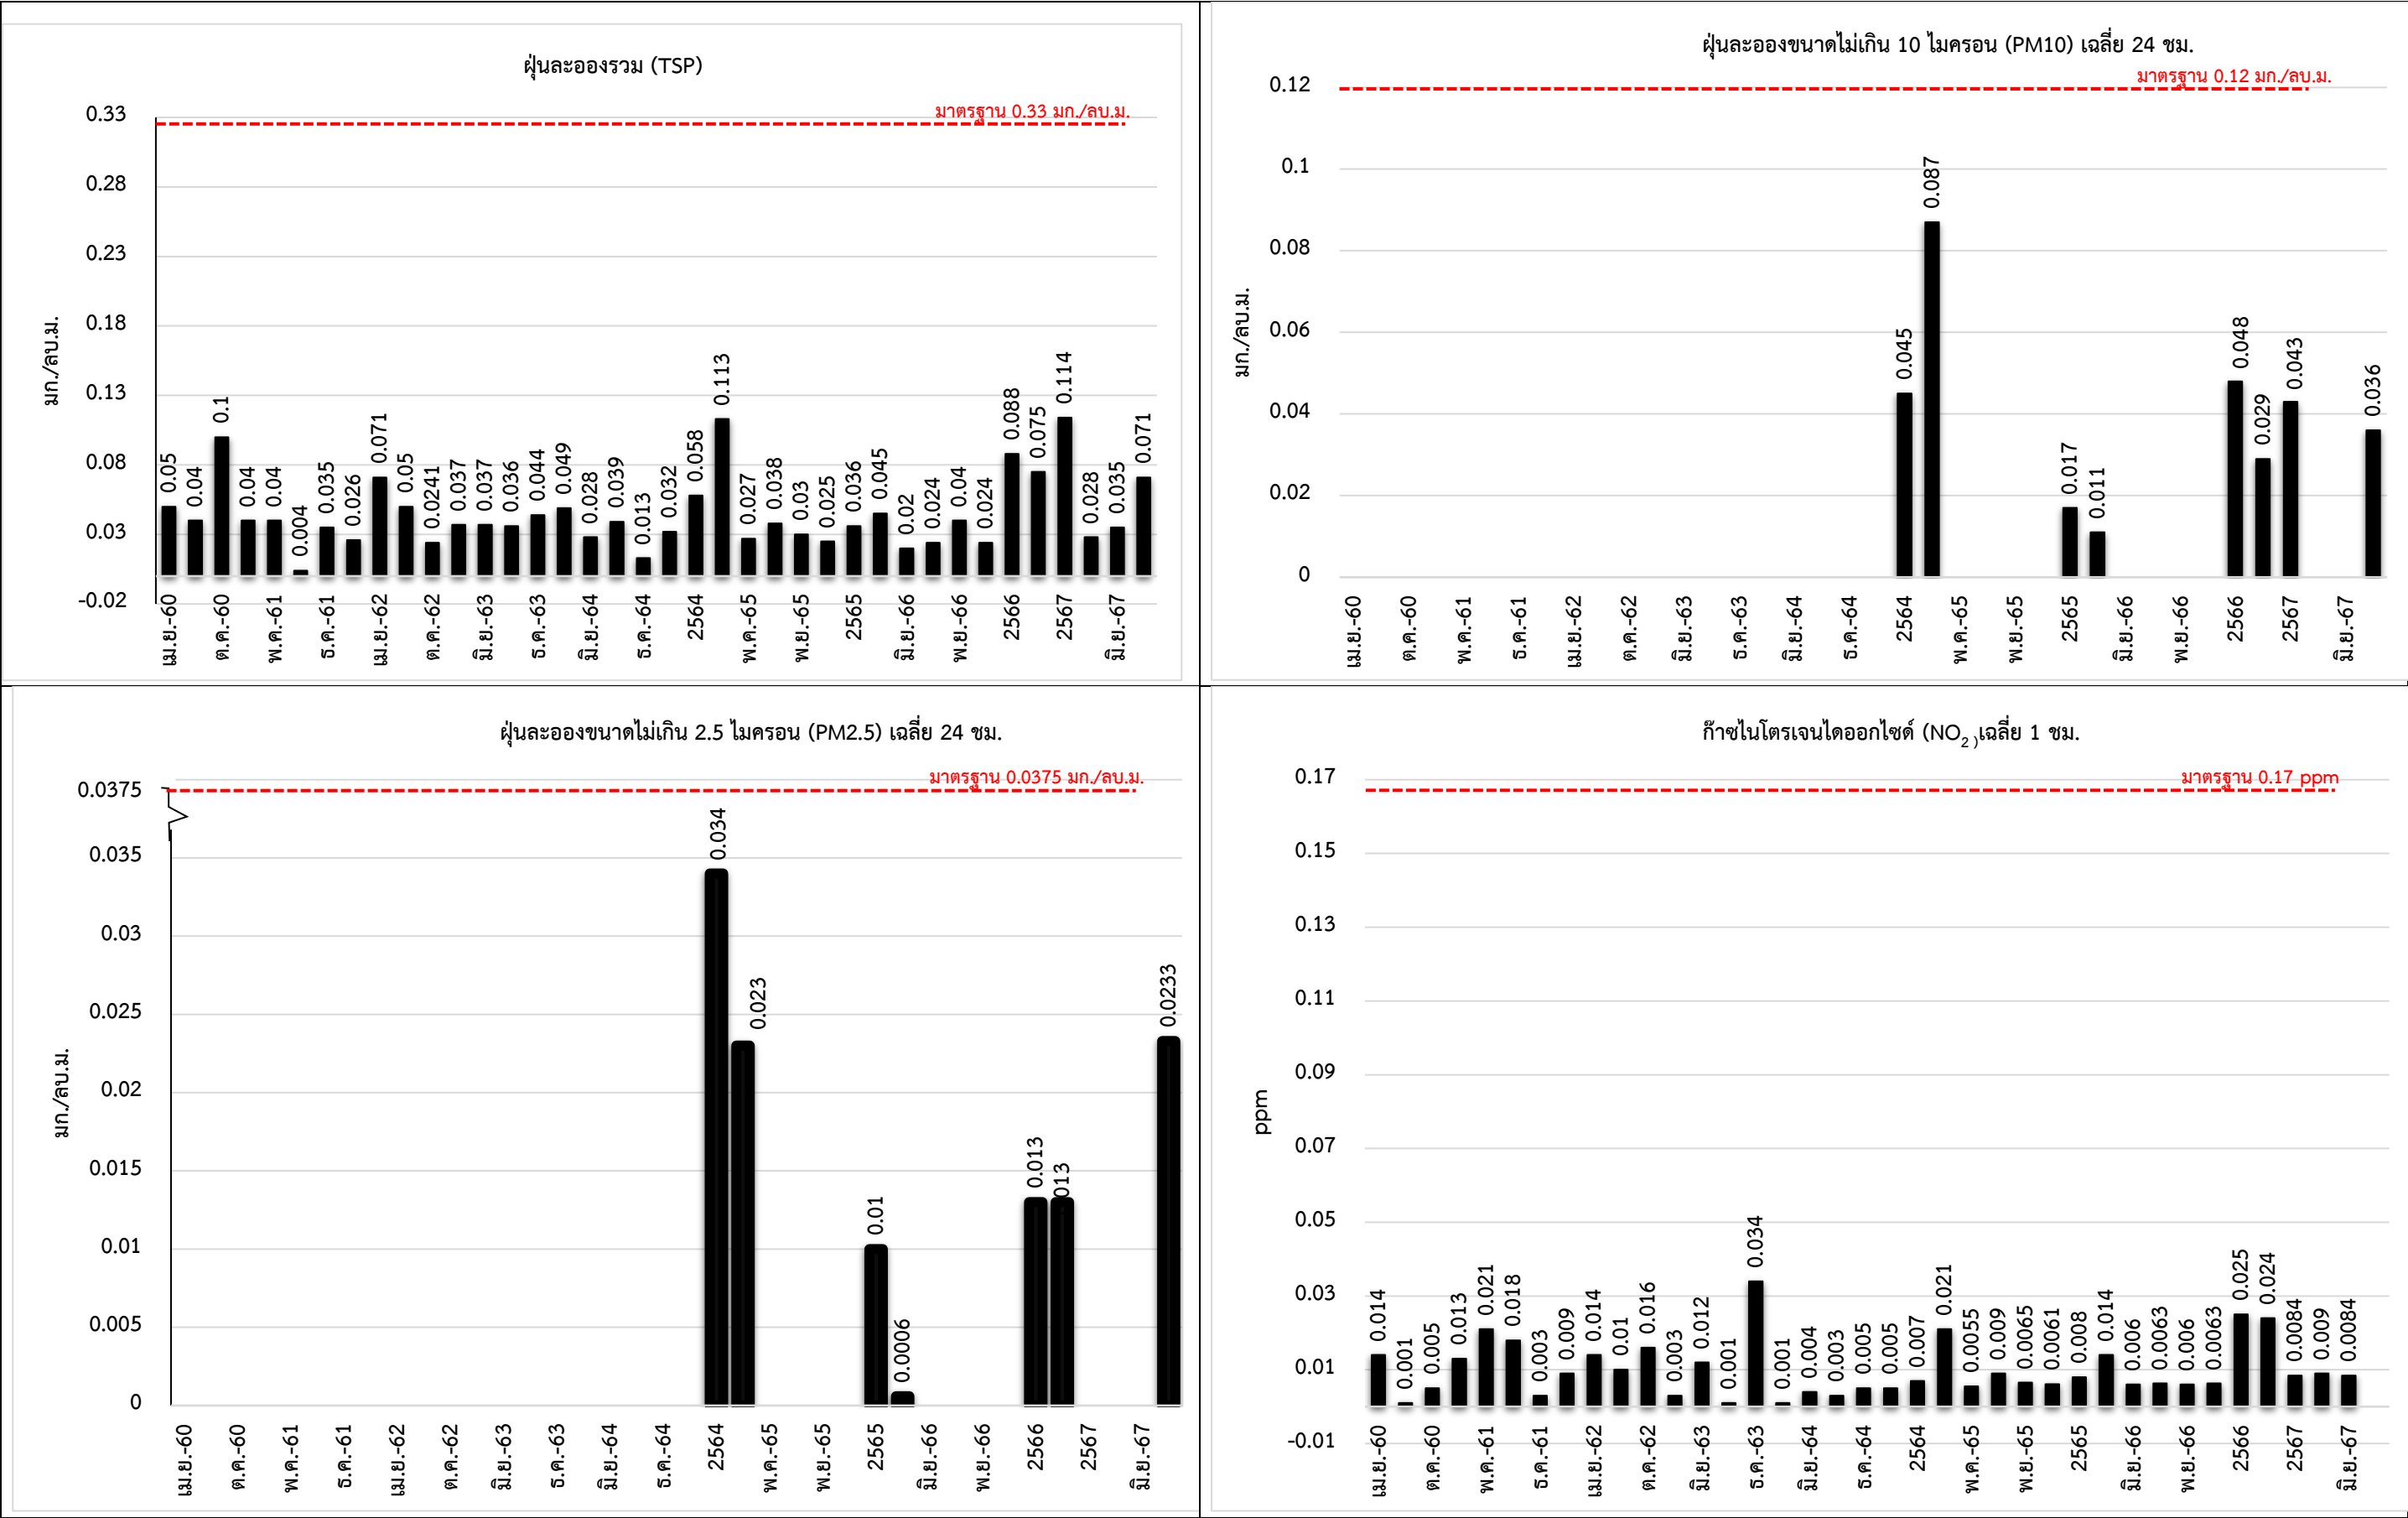 ฝุ่นละอองรวม (TSP)
มาตรฐาน 0.33 มก./ลบ.ม.
มก./ลบ.ม.
0.33
0.28
0.23
0.18
0.13
0.08
0.03
-0.02
0.05
0.04
0.1
0.04
0.04
0.004
0.035
0.026
0.071
0.05
0.0241
0.037
0.037
0.036
0.044
0.049
0.028
0.039
0.013
0.032
0.058
0.113
0.027
0.038
0.03
0.025
0.036
0.045
0.02
0.024
0.04
0.024
0.088
0.075
0.114
0.028
0.035
0.071
เม.ย.-60
ต.ค.-60
พ.ค.-61
ธ.ค.-61
เม.ย.-62
ต.ค.-62
มิ.ย.-63
ธ.ค.-63
มิ.ย.-64
ธ.ค.-64
2564
พ.ค.-65
พ.ย.-65
2565
มิ.ย.-66
พ.ย.-66
2566
2567
มิ.ย.-67
ฝุ่นละอองขนาดไม่เกิน 10 ไมครอน (PM10) เฉลี่ย 24 ชม.
มาตรฐาน 0.12 มก./ลบ.ม.
มก./ลบ.ม.
0.12
0.1
0.08
0.06
0.04
0.02
0
0.045
0.087
0.017
0.011
0.048
0.029
0.043
0.036
เม.ย.-60
ต.ค.-60
พ.ค.-61
ธ.ค.-61
เม.ย.-62
ต.ค.-62
มิ.ย.-63
ธ.ค.-63
มิ.ย.-64
ธ.ค.-64
2564
พ.ค.-65
พ.ย.-65
2565
มิ.ย.-66
พ.ย.-66
2566
2567
มิ.ย.-67
ฝุ่นละอองขนาดไม่เกิน 2.5 ไมครอน (PM2.5) เฉลี่ย 24 ชม.
มาตรฐาน 0.0375 มก./ลบ.ม.
มก./ลบ.ม.
0.0375
0.035
0.03
0.025
0.02
0.015
0.01
0.005
0
0.034
0.023
0.01
0.0006
0.013
013
0.0233
เม.ย.-60
ต.ค.-60
พ.ค.-61
ธ.ค.-61
เม.ย.-62
ต.ค.-62
มิ.ย.-63
ธ.ค.-63
มิ.ย.-64
ธ.ค.-64
2564
พ.ค.-65
พ.ย.-65
2565
มิ.ย.-66
พ.ย.-66
2566
2567
มิ.ย.-67
ก๊าซไนโตรเจนไดออกไซด์ (NO2 )เฉลี่ย 1 ชม.
มาตรฐาน 0.17 ppm
ppm
0.17
0.15
0.13
0.11
0.09
0.07
0.05
0.03
0.01
-0.01
0.014
0.001
0.005
0.013
0.021
0.018
0.003
0.009
0.014
0.01
0.016
0.003
0.012
0.001
0.034
0.001
0.004
0.003
0.005
0.005
0.007
0.021
0.0055
0.009
0.0065
0.0061
0.008
0.014
0.006
0.0063
0.006
0.0063
0.025
0.024
0.0084
0.009
0.0084
เม.ย.-60
ต.ค.-60
พ.ค.-61
ธ.ค.-61
เม.ย.-62
ต.ค.-62
มิ.ย.-63
ธ.ค.-63
มิ.ย.-64
ธ.ค.-64
2564
พ.ค.-65
พ.ย.-65
2565
มิ.ย.-66
พ.ย.-66
2566
2567
มิ.ย.-67